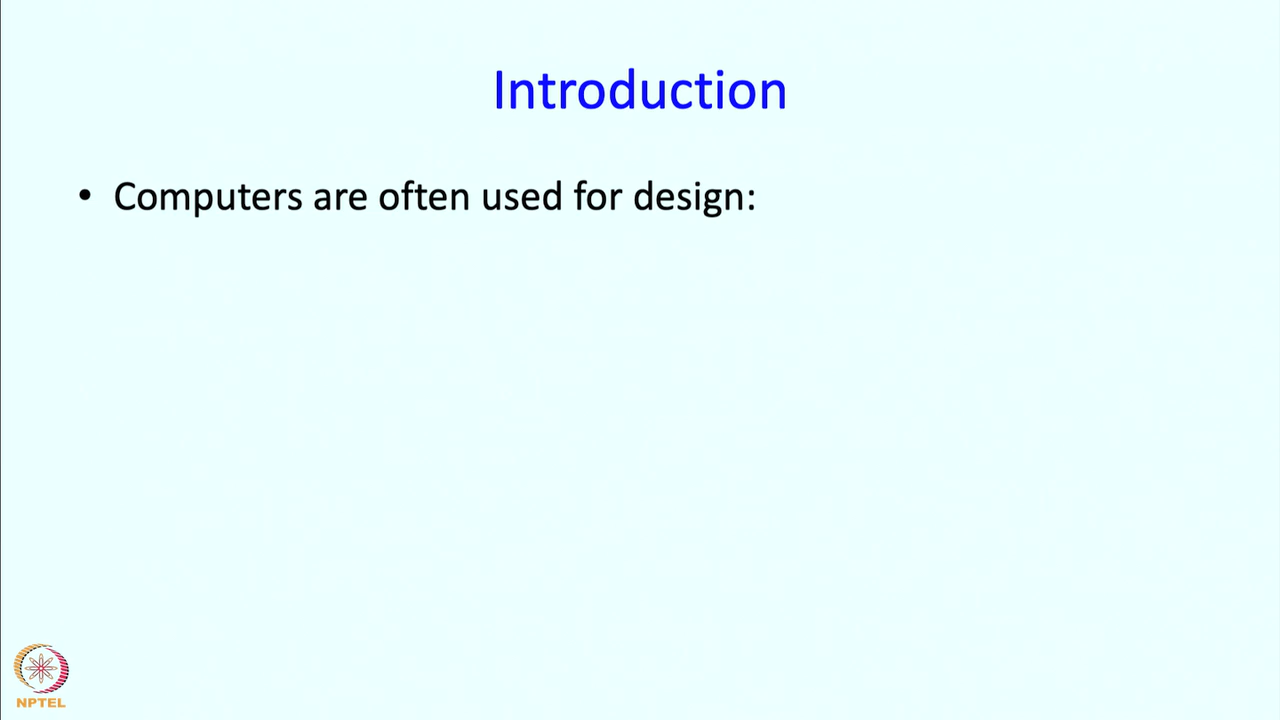 Introduction
• Computers are often used for design:
NPTEL